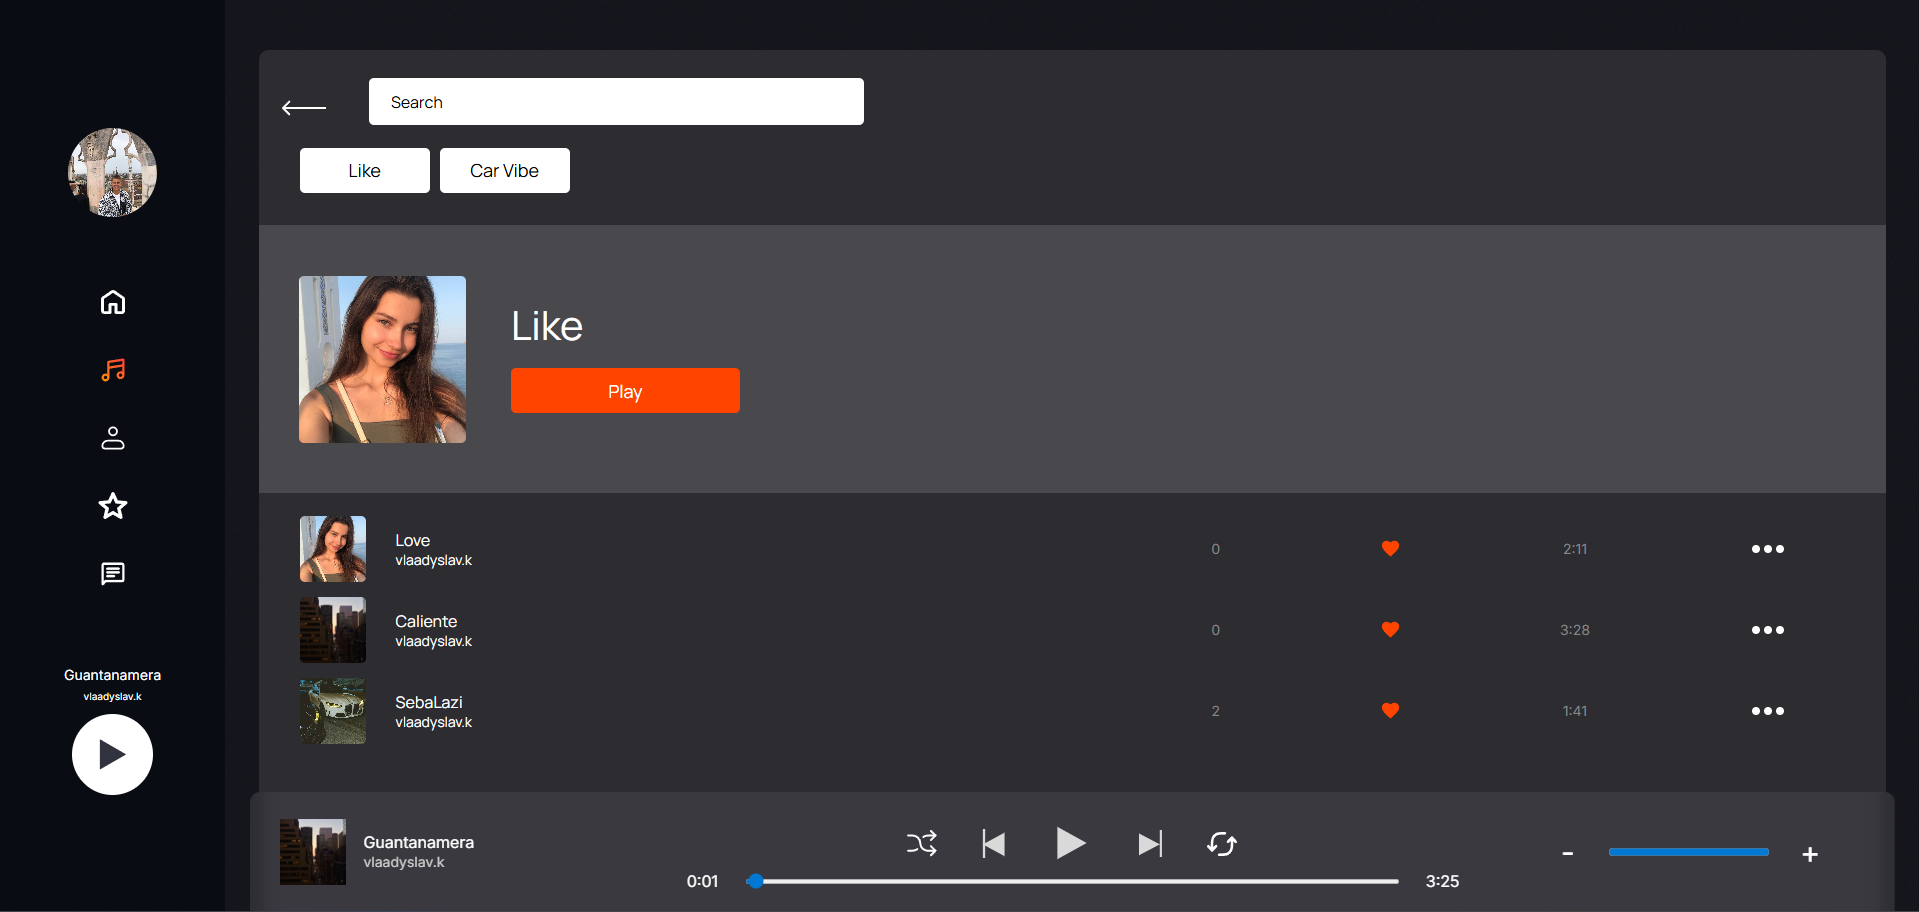 Search
Like
Car Vibe
Like
Play
Love
vlaadyslav.k
0
2:11
Caliente
vlaadyslav.k
0
3:28
SebaLazi
vlaadyslav.k
2
1:41
Guantanamera
vlaadyslav.k
Guantanamera
vlaadyslav.k
0:01
3:25
-
+